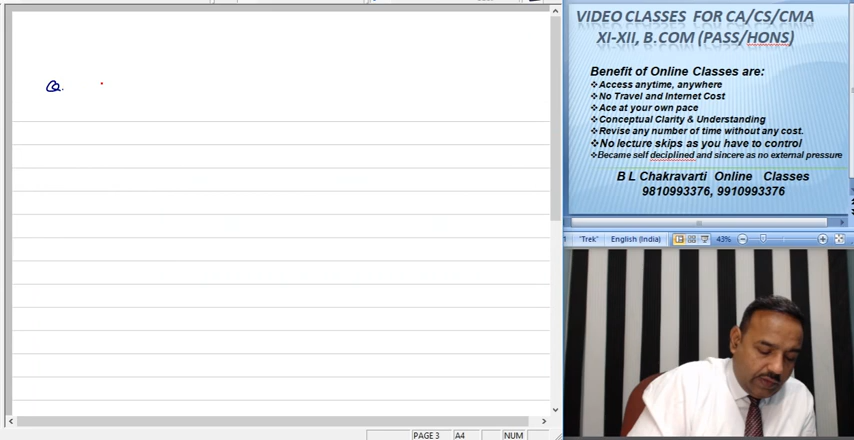 VIDEO CLASSES FOR CA/CS/CMA
XI-XII, B.COM (PASS/HONS)
Benefit of Online Classes are:
❖Access anytime, anywhere
❖No Travel and Internet Cost
❖Ace at your own pace
❖Conceptual Clarity & Understanding
❖Revise any number of time without any cost.
❖No lecture skips as you have to control
❖Became self deciplined and sincere as no external pressure
B L Chakravarti Online Classes
9810993376, 9910993376
"Trek" English (India) 43%
Q.
PAGE 3 A4 NUM